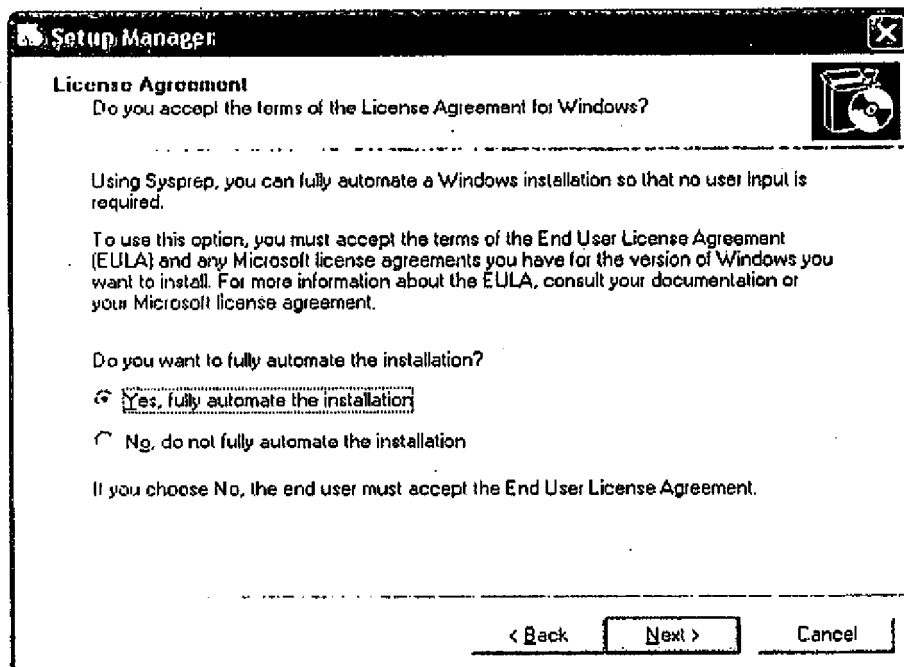 Setup Manager
License Agreement
Do you accept the terms of the License Agreement for Windows?
Using Sysprep, you can fully automate a Windows installation so that no user input is
required.
To use this option, you must accept the terms of the End User License Agreement
(EULA) and any Microsoft license agreements you have for the version of Windows you
want to install. For more information about the EULA, consult your documentation or
your Microsoft license agreement.
Do you want to fully automate the installation?
Yes, fully automate the installation
No, do not fully automate the installation
If you choose No, the end user must accept the End User License Agreement.
< Back Next > Cancel